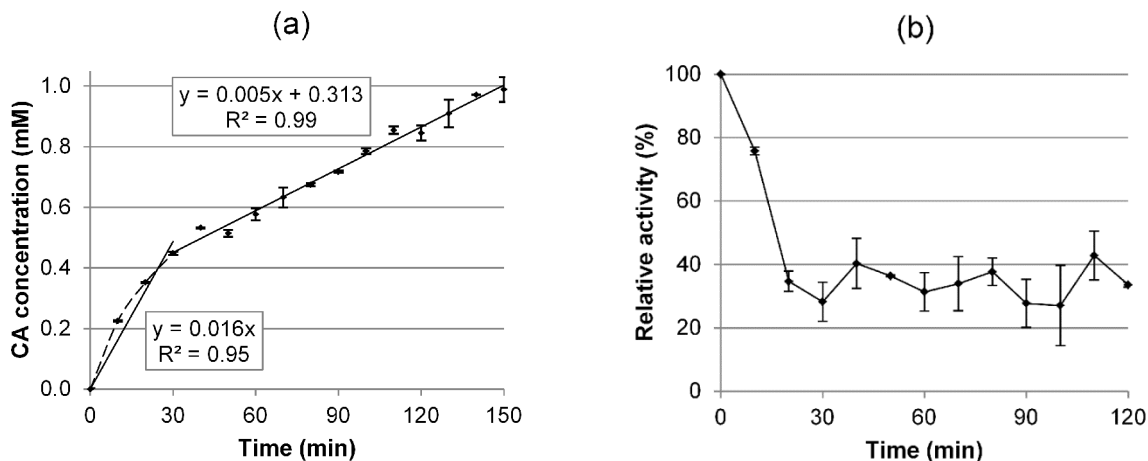 (a)
CA concentration (mM)
1.0
0.8
0.6
0.4
0.2
0.0
y = 0.005x + 0.313
R² = 0.99
y = 0.016x
R² = 0.95
0 30 60 90 120 150
Time (min)
(b)
Relative activity (%)
100
80
60
40
20
0
0 30 60 90 120
Time (min)